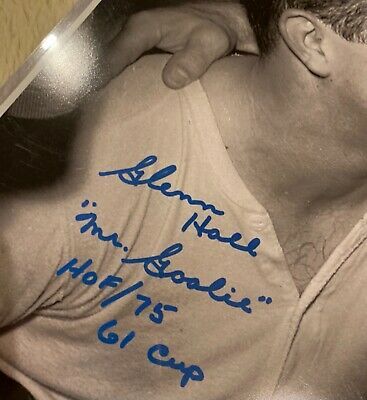 Glenn
Hall
"Mr. Goalie"
HOF/75
61 Cup